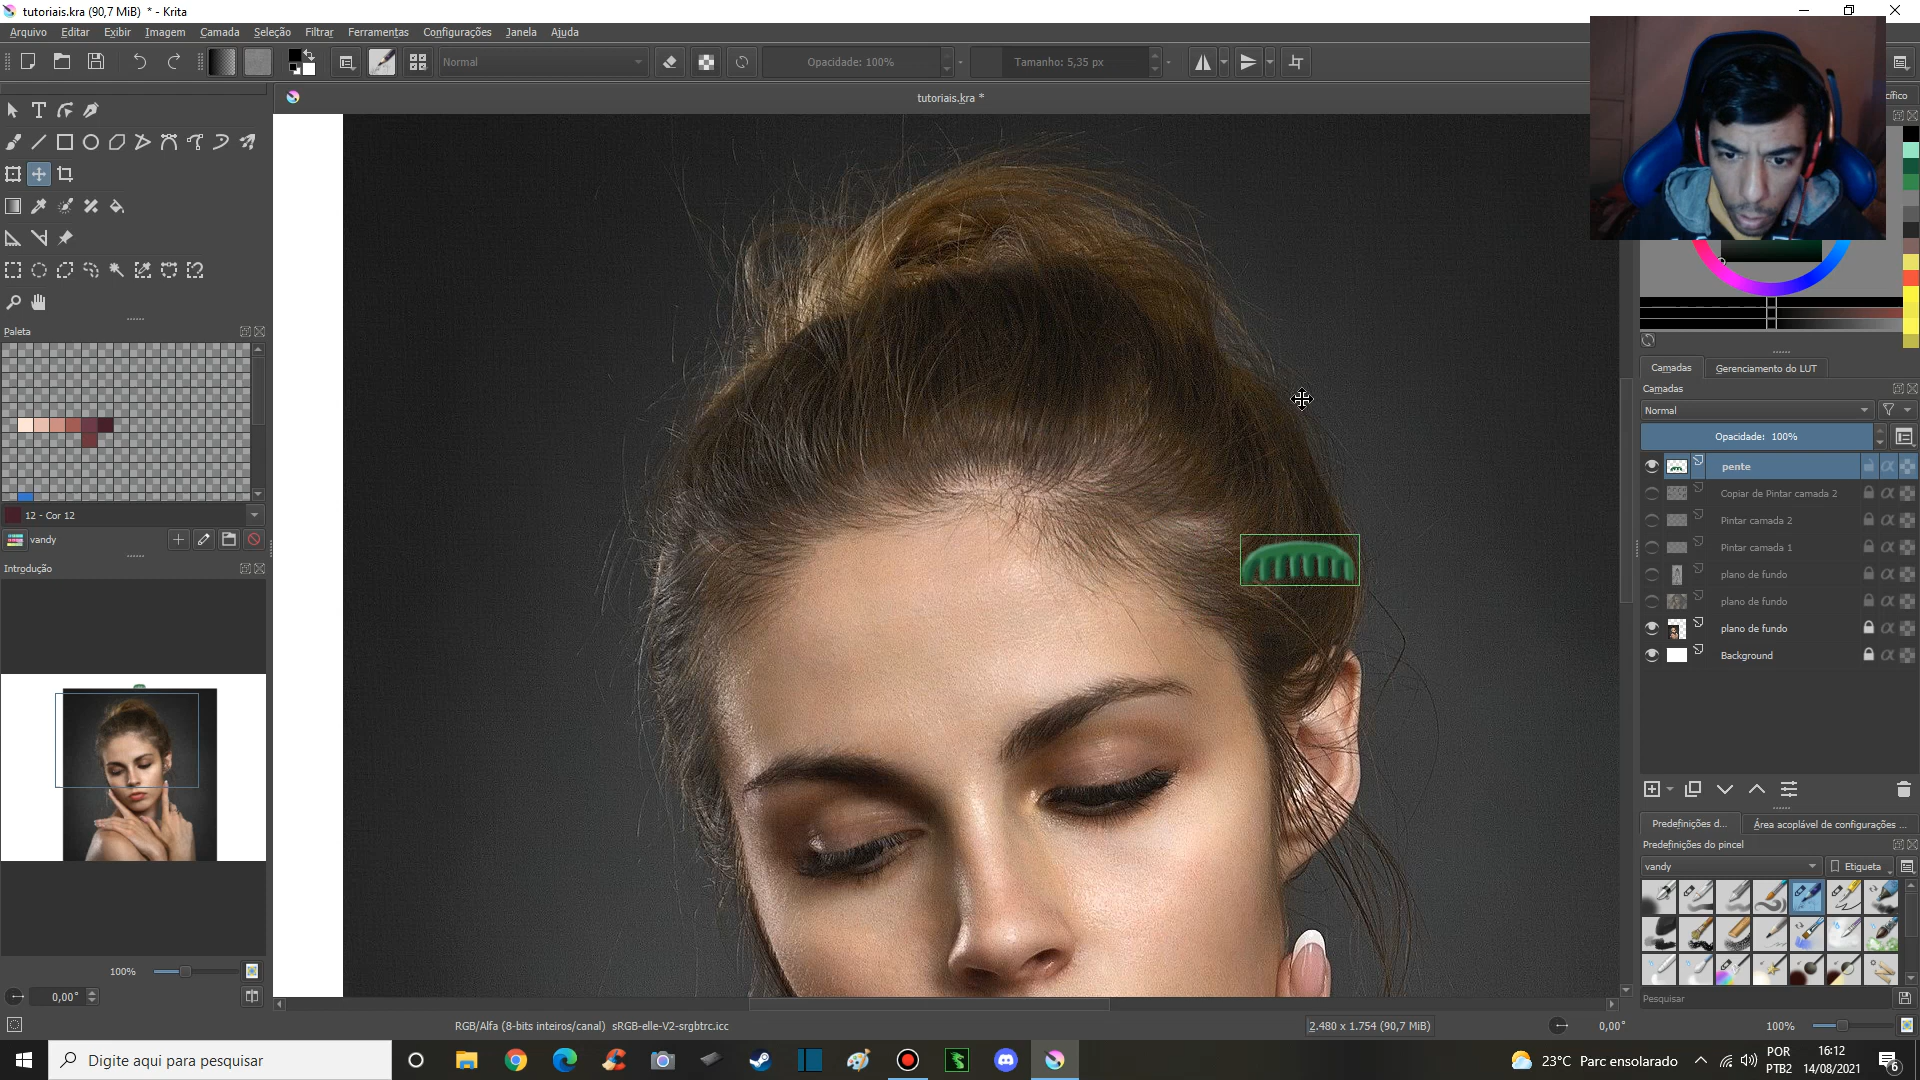 tutoriais.kra (90,7 MiB)  * - Krita
Arquivo Editar Exibir Imagem Camada Seleção Filtrar Ferramentas Configurações Janela Ajuda
Normal
Opacidade: 100%
Tamanho: 5,35 px
tutoriais.kra *
cífico
Paleta
12 - Cor 12
vandy
Introdução
100%
0,00°
Camadas
Gerenciamento do LUT
Camadas
Normal
Opacidade: 100%
pente
Copiar de Pintar camada 2
Pintar camada 2
Pintar camada 1
plano de fundo
plano de fundo
plano de fundo
Background
Predefinições d...
Área acoplável de configurações ...
Predefinições do pincel
vandy
Etiqueta
Pesquisar
RGB/Alfa (8-bits inteiros/canal) sRGB-elle-V2-srgbtrc.icc
2.480 x 1.754 (90,7 MiB)
0,00°
100%
Digite aqui para pesquisar
23°C Parc ensolarado
POR
PTB2
16:12
14/08/2021
6